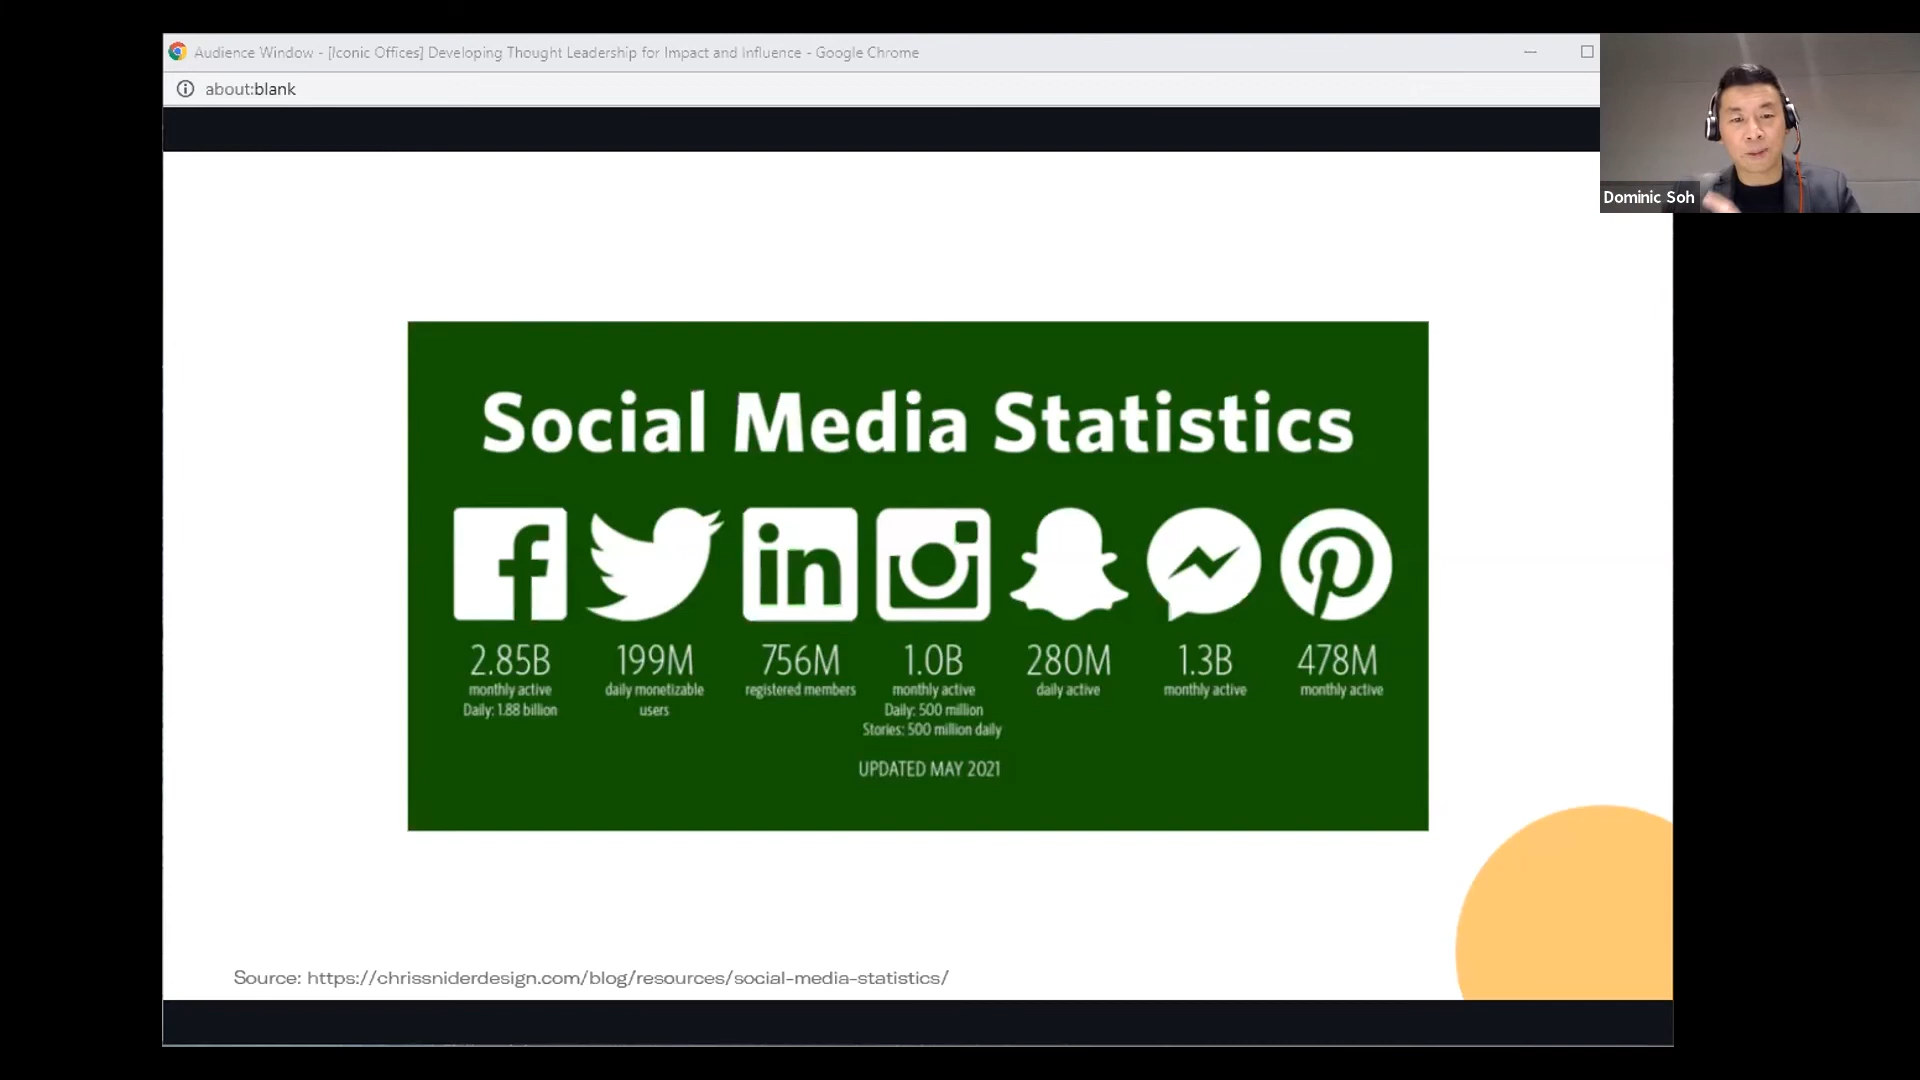 Audience Window - [Iconic Offices] Developing Thought Leadership for Impact and Influence - Google Chrome
about:blank
Dominic Soh
Social Media Statistics
f
in
2.85B
monthly active
Daily: 1.88 billion
199M
daily monetizable
users
756M
registered members
1.0B
monthly active
Daily: 500 million
Stories: 500 million daily
280M
daily active
1.3B
monthly active
478M
monthly active
UPDATED MAY 2021
Source: https://chrissniderdesign.com/blog/resources/social-media-statistics/